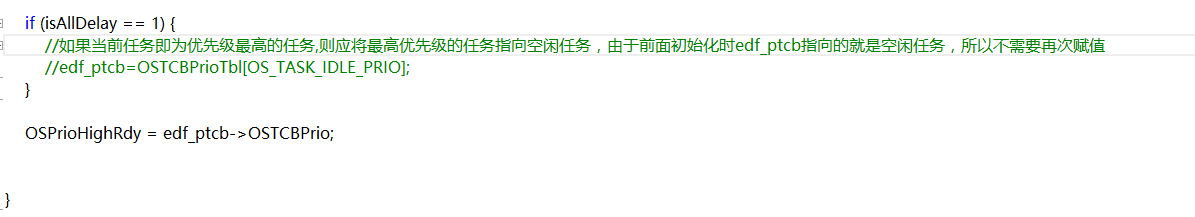 if (isAllDelay == 1) {
//如果当前任务即为优先级最高的任务,则应将最高优先级的任务指向空闲任务，由于前面初始化时edf_ptcb指向的就是空闲任务，所以不需要再次赋值
//edf_ptcb=OSTCBPrioTbl[OS_TASK_IDLE_PRIO];
}
OSPrioHighRdy = edf_ptcb->OSTCBPrio;
}